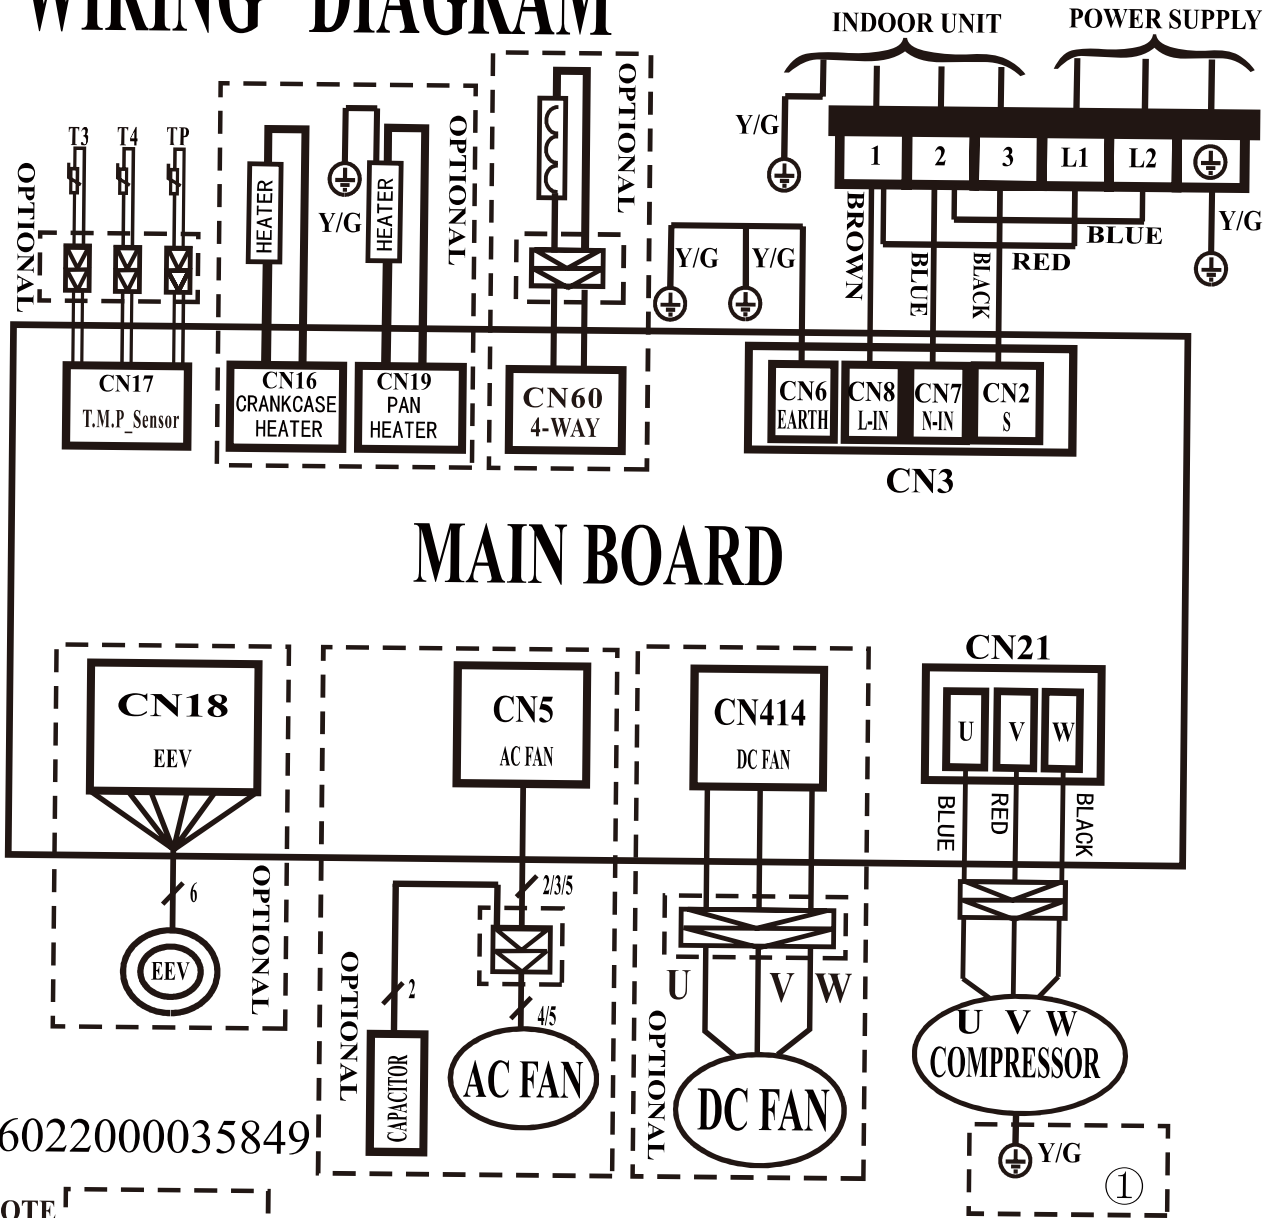 WIRING DIAGRAM
INDOOR UNIT
POWER SUPPLY
T3
T4
TP
OPTIONAL
OPTIONAL
OPTIONAL
HEATER
HEATER
Y/G
Y/G
1
2
3
L1
L2
Y/G
Y/G
Y/G
BROWN
BLUE
BLACK
RED
BLUE
CN17
T.M.P_Sensor
CN16
CRANKCASE
HEATER
CN19
PAN
HEATER
CN60
4-WAY
CN6
EARTH
CN8
L-IN
CN7
N-IN
CN2
S
CN3
MAIN BOARD
CN18
EEV
CN5
AC FAN
CN414
DC FAN
CN21
U
V
W
BLUE
RED
BLACK
6
EEV
OPTIONAL
2/3/5
2
4/5
OPTIONAL
CAPACITOR
AC FAN
U
V
W
OPTIONAL
DC FAN
U V W
COMPRESSOR
Y/G
①
6022000035849
OTE